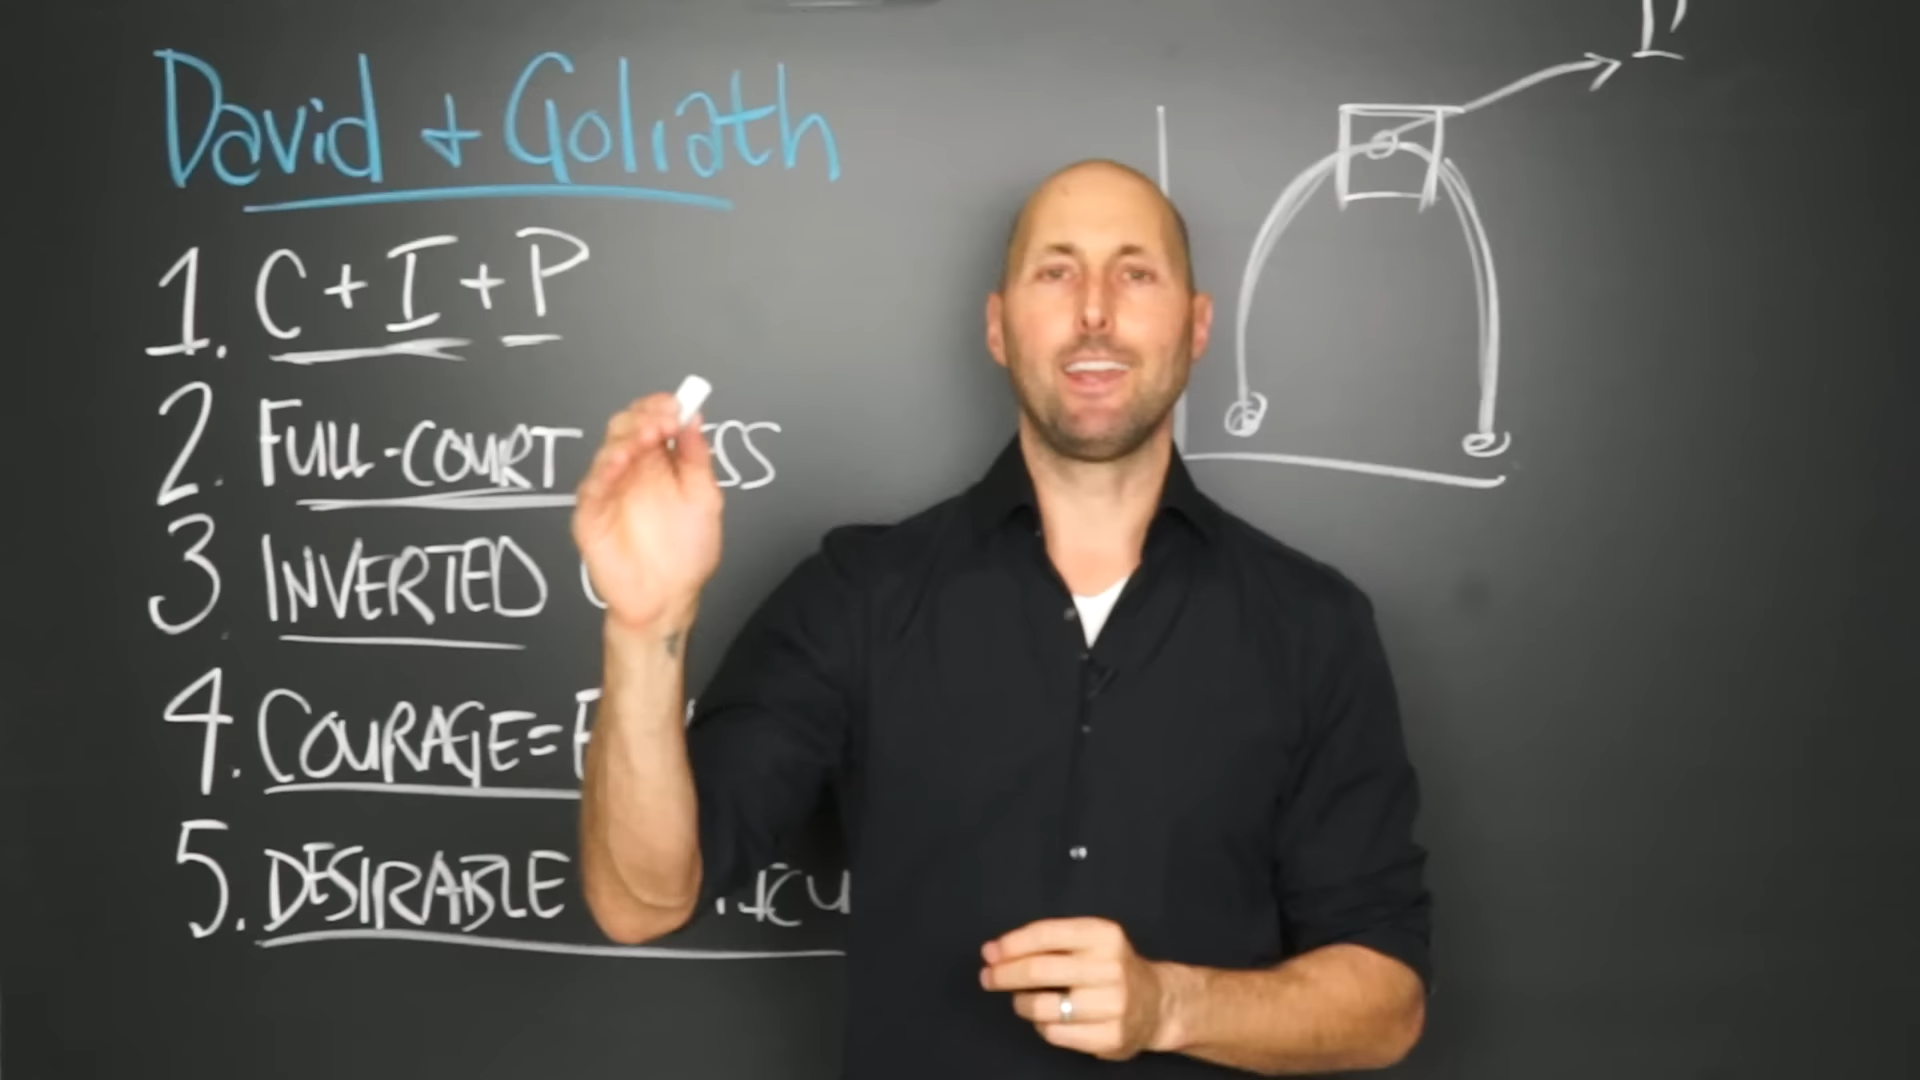 David + Goliath
1. C + I + P
2. FULL-COURT
3. INVERTED
4. COURAGE =
5. DESIRABLE